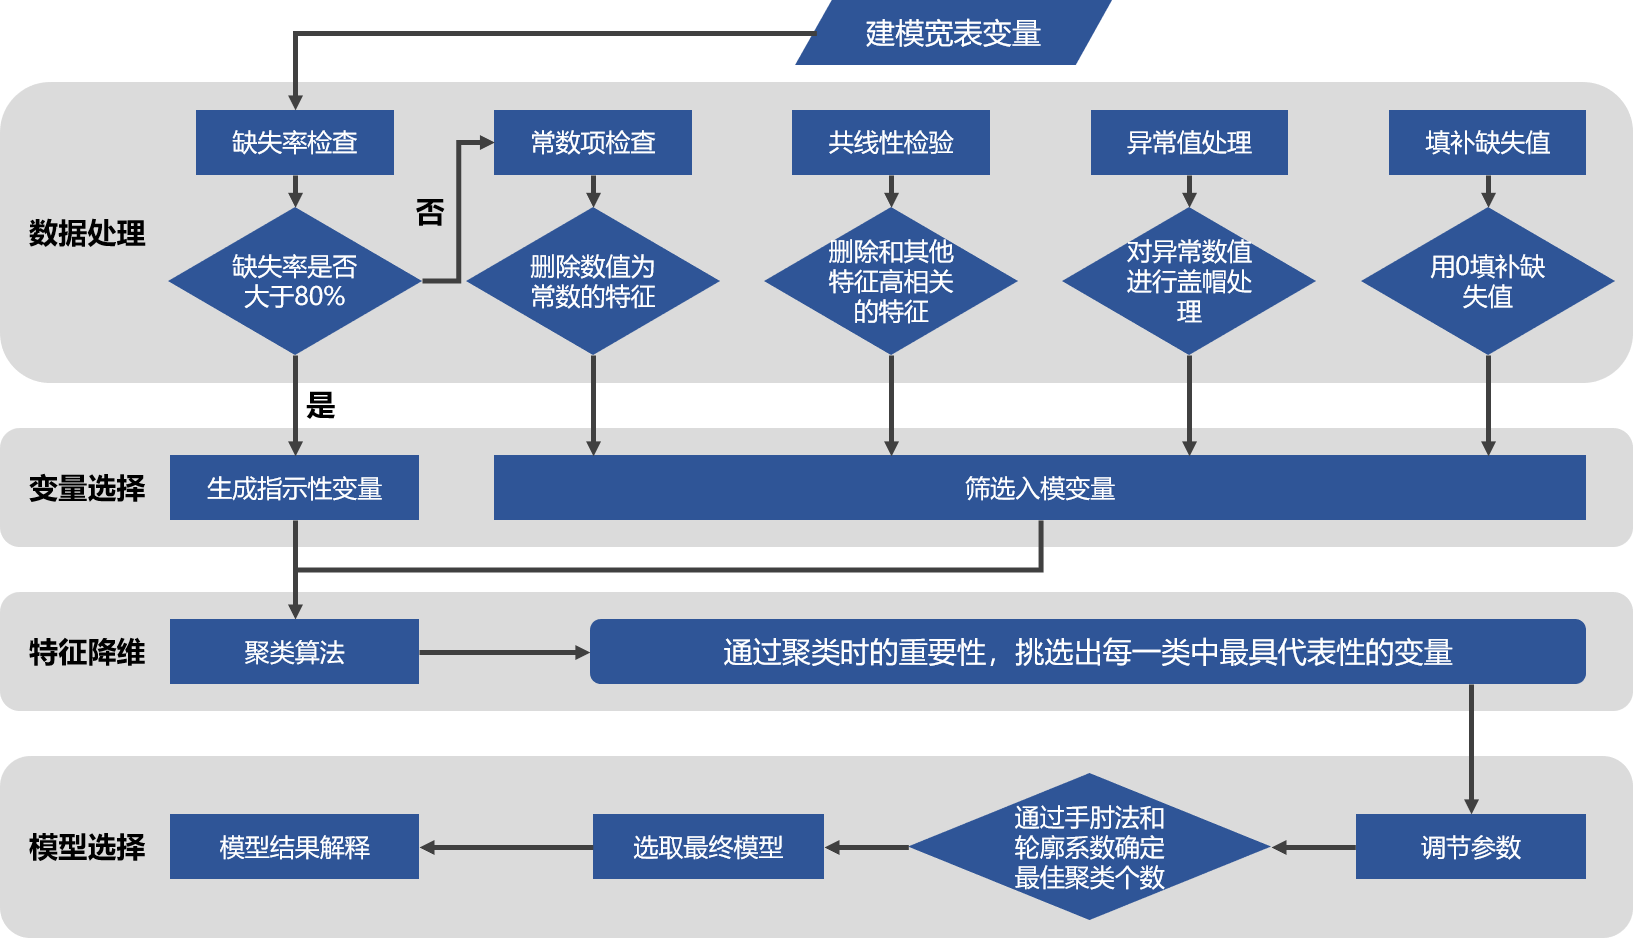 建模宽表变量
数据处理
缺失率检查
常数项检查
共线性检验
异常值处理
填补缺失值
否
缺失率是否
大于80%
删除数值为
常数的特征
删除和其他
特征高相关
的特征
对异常数值
进行盖帽处
理
用0填补缺
失值
是
变量选择
生成指示性变量
筛选入模变量
特征降维
聚类算法
通过聚类时的重要性，挑选出每一类中最具代表性的变量
模型选择
模型结果解释
选取最终模型
通过手肘法和
轮廓系数确定
最佳聚类个数
调节参数